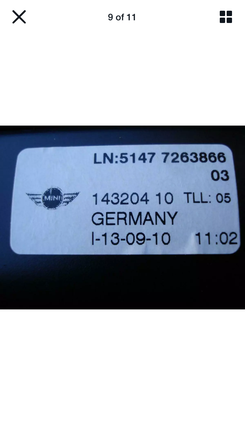 9 of 11
LN:5147 7263866
03
MINI
143204 10 TLL: 05
GERMANY
I-13-09-10 11:02